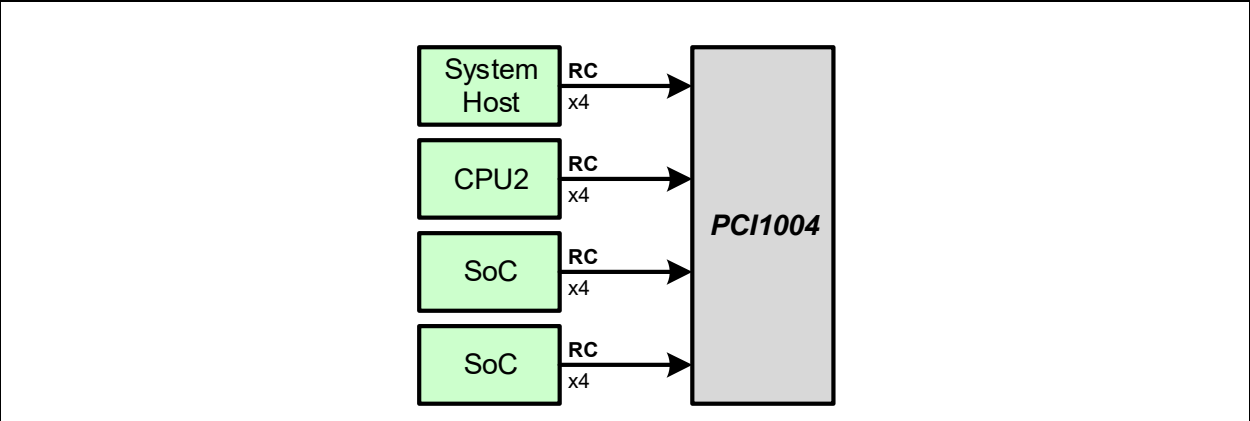 System
Host
RC
x4
CPU2
RC
x4
SoC
RC
x4
SoC
RC
x4
PCI1004